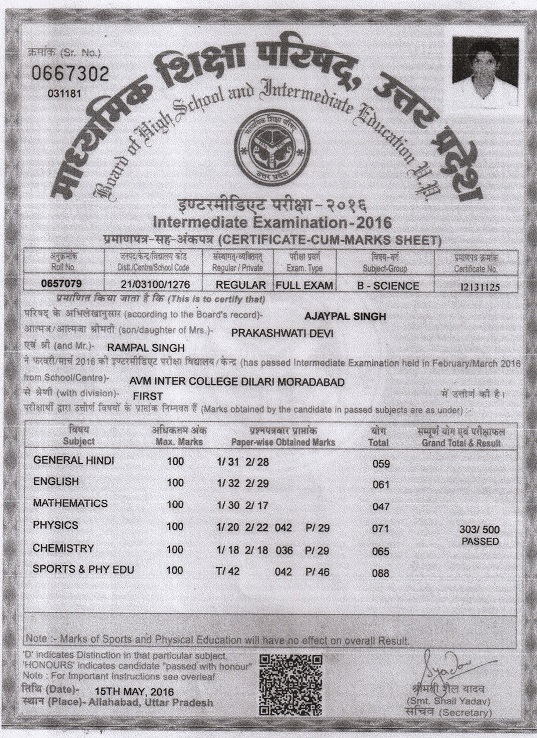 क्रमांक (Sr. No.)
0667302
031181
माध्यमिक शिक्षा परिषद, उत्तर प्रदेश
Board of High School and Intermediate Education U.P.
इण्टरमीडिएट परीक्षा-२०१६
Intermediate Examination-2016
प्रमाणपत्र-सह-अंकपत्र (CERTIFICATE-CUM-MARKS SHEET)
अनुक्रमांक जनपद/केन्द्र/विद्यालय कोड संस्थागत/व्यक्तिगत परीक्षा प्रकार विषय-वर्ग प्रमाणपत्र क्रमांक
Roll No. Distt./Centre/School Code Regular / Private Exam. Type Subject-Group Certificate No.
0657079 21/03100/1276 REGULAR FULL EXAM B - SCIENCE 12131125
प्रमाणित किया जाता है कि (This is to certify that)
परिषद के अभिलेखानुसार (according to the Board's record)- AJAYPAL SINGH
आत्मज/आत्मजा श्रीमती (son/daughter of Mrs.)- PRAKASHWATI DEVI
एवं श्री (and Mr.)- RAMPAL SINGH
ने फरवरी/मार्च 2016 की इण्टरमीडिएट परीक्षा विद्यालय/केन्द्र (has passed Intermediate Examination held in February/March 2016
from School/Centre)- AVM INTER COLLEGE DILARI MORADABAD
से श्रेणी (with division)- FIRST में उत्तीर्ण की है।
परीक्षार्थी द्वारा उत्तीर्ण विषयों के प्राप्तांक निम्नवत हैं (Marks obtained by the candidate in passed subjects are as under) :-
विषय अधिकतम अंक प्रश्नपत्रवार प्राप्तांक योग सम्पूर्ण योग एवं परीक्षाफल
Subject Max. Marks Paper-wise Obtained Marks Total Grand Total & Result
GENERAL HINDI 100 1/ 31 2/ 28 059
ENGLISH 100 1/ 32 2/ 29 061
MATHEMATICS 100 1/ 30 2/ 17 047
PHYSICS 100 1/ 20 2/ 22 042 P/ 29 071 303/ 500
PASSED
CHEMISTRY 100 1/ 18 2/ 18 036 P/ 29 065
SPORTS & PHY EDU 100 T/ 42 042 P/ 46 088
Note :- Marks of Sports and Physical Education will have no effect on overall Result.
'D' indicates Distinction in that particular subject.
'HONOURS' indicates candidate "passed with honour"
Note : For Important Instructions see overleaf
तिथि (Date)- 15TH MAY, 2016
स्थान (Place)- Allahabad, Uttar Pradesh
श्रीमती शैल यादव
(Smt. Shail Yadav)
सचिव (Secretary)